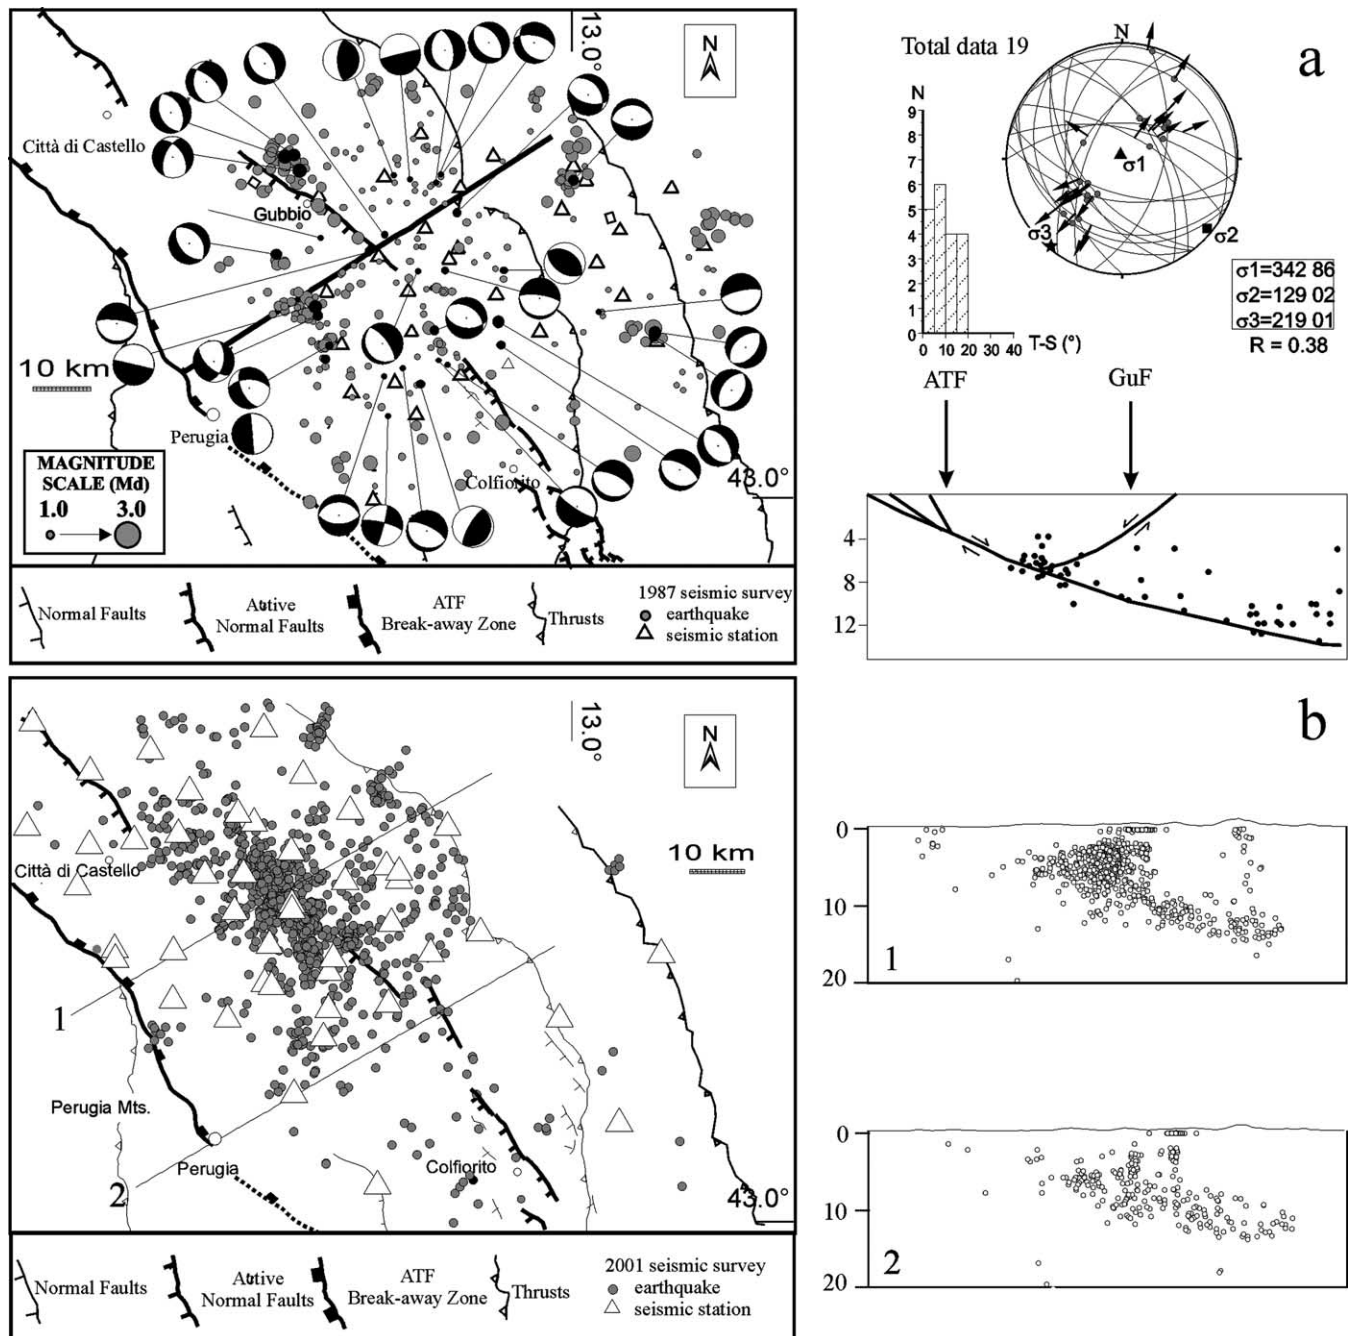 13.0°
N
Città di Castello
Gubbio
10 km
Perugia
Colfiorito
43.0°
MAGNITUDE
SCALE (Md)
1.0 3.0
Normal Faults
Active
Normal Faults
ATF
Break-away Zone
Thrusts
1987 seismic survey
earthquake
seismic station
a
Total data 19
N
N
9
8
7
6
5
4
3
2
1
0
0 10 20 30 40
T-S (°)
σ1
σ2
σ3
σ1=342 86
σ2=129 02
σ3=219 01
R = 0.38
ATF
GuF
4
8
12
13.0°
N
10 km
Città di Castello
1
Perugia Mts.
2
Perugia
Colfiorito
43.0°
Normal Faults
Active
Normal Faults
ATF
Break-away Zone
Thrusts
2001 seismic survey
earthquake
seismic station
b
0
10
20
1
0
10
20
2